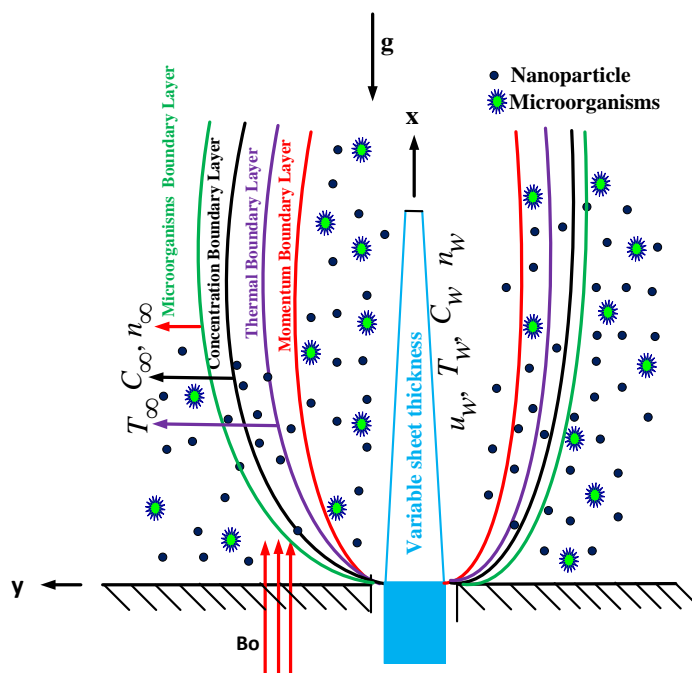 g
Nanoparticle
Microorganisms
x
Microorganisms Boundary Layer
Concentration Boundary Layer
Thermal Boundary Layer
Momentum Boundary Layer
C∞, n∞
T∞
Variable sheet thickness
u_w, T_w, C_w n_w
y
Bo